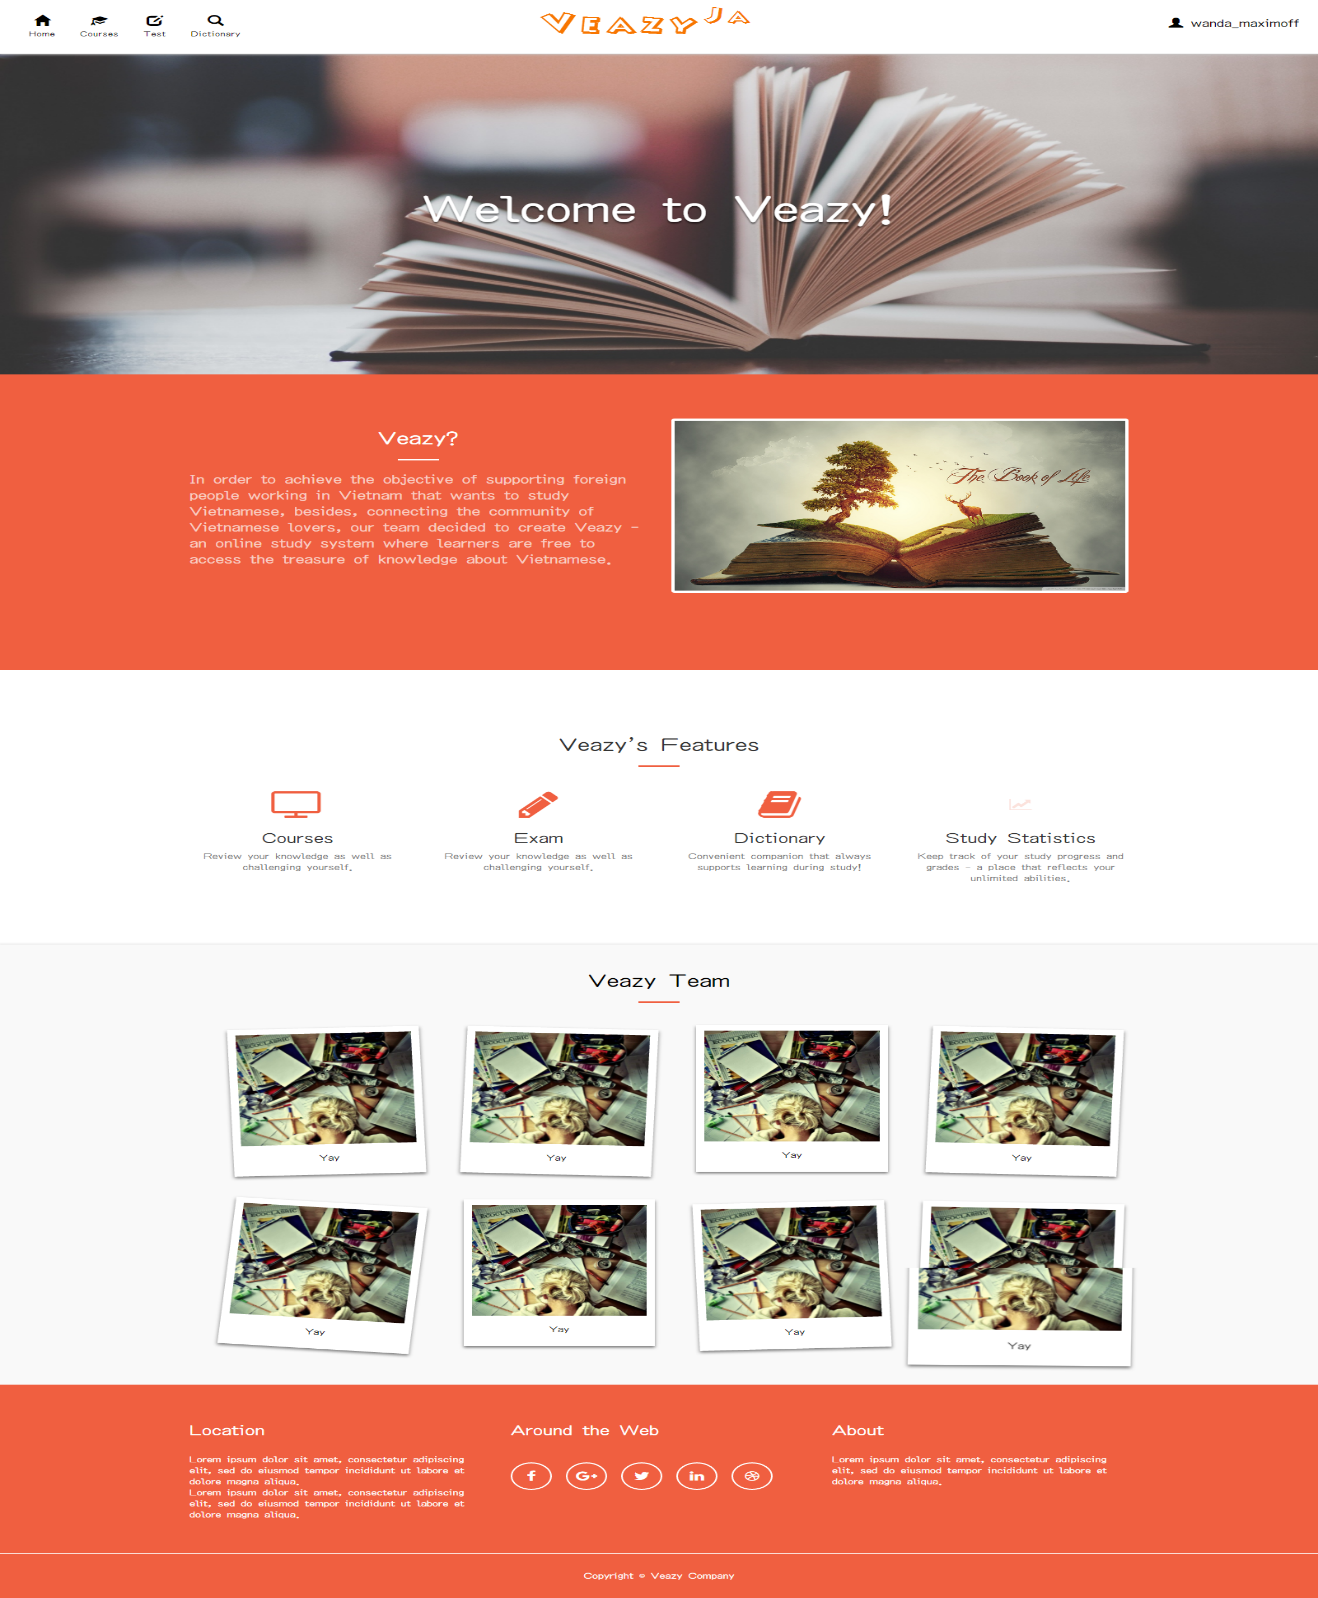 Home
Courses
Test
Dictionary
VEAZY JA
wanda_maximoff
Welcome to Veazy!
Veazy?
In order to achieve the objective of supporting foreign
people working in Vietnam that wants to study
Vietnamese, besides, connecting the community of
Vietnamese lovers, our team decided to create Veazy -
an online study system where learners are free to
access the treasure of knowledge about Vietnamese.
The Book of Life
Veazy's Features
Courses
Review your knowledge as well as
challenging yourself.
Exam
Review your knowledge as well as
challenging yourself.
Dictionary
Convenient companion that always
supports learning during study!
Study Statistics
Keep track of your study progress and
grades - a place that reflects your
unlimited abilities.
Veazy Team
Yay
Yay
Yay
Yay
Yay
Yay
Yay
Yay
Location
Lorem ipsum dolor sit amet, consectetur adipiscing
elit, sed do eiusmod tempor incididunt ut labore et
dolore magna aliqua.
Lorem ipsum dolor sit amet, consectetur adipiscing
elit, sed do eiusmod tempor incididunt ut labore et
dolore magna aliqua.
Around the Web
About
Lorem ipsum dolor sit amet, consectetur adipiscing
elit, sed do eiusmod tempor incididunt ut labore et
dolore magna aliqua.
Copyright © Veazy Company